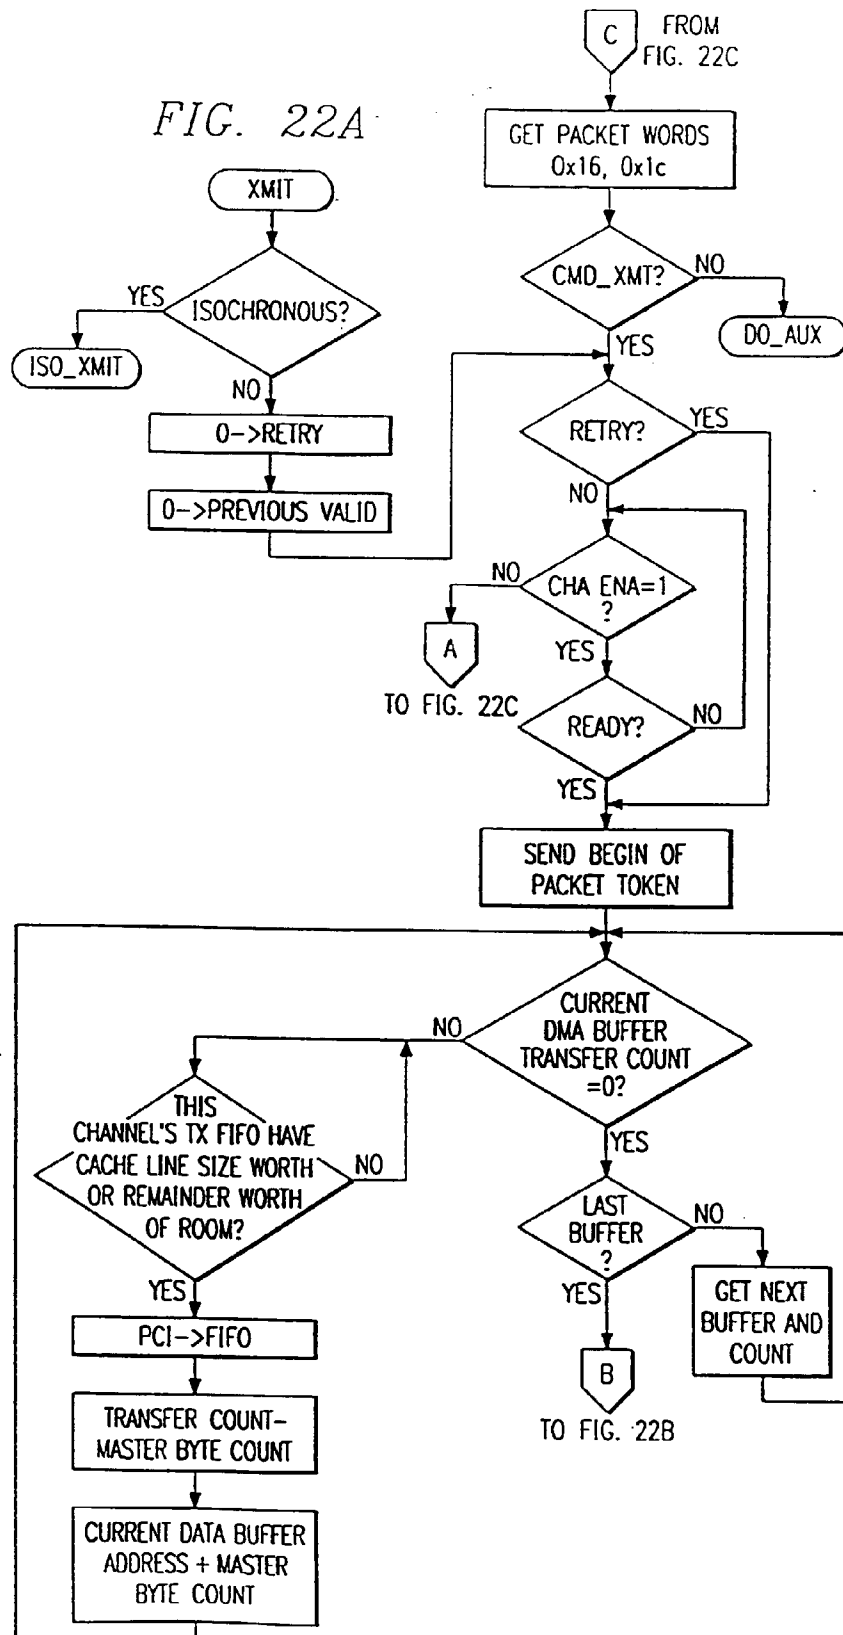 FIG. 22A
XMIT
ISOCHRONOUS?
YES
ISO_XMIT
NO
0->RETRY
0->PREVIOUS VALID
C
FROM
FIG. 22C
GET PACKET WORDS
0x16, 0x1c
CMD_XMT?
NO
DO_AUX
YES
RETRY?
YES
NO
CHA ENA=1
?
NO
A
TO FIG. 22C
YES
READY?
NO
YES
SEND BEGIN OF
PACKET TOKEN
CURRENT
DMA BUFFER
TRANSFER COUNT
=0?
NO
YES
THIS
CHANNEL'S TX FIFO HAVE
CACHE LINE SIZE WORTH
OR REMAINDER WORTH
OF ROOM?
NO
YES
PCI->FIFO
TRANSFER COUNT-
MASTER BYTE COUNT
CURRENT DATA BUFFER
ADDRESS + MASTER
BYTE COUNT
LAST
BUFFER
?
NO
GET NEXT
BUFFER AND
COUNT
YES
B
TO FIG. 22B